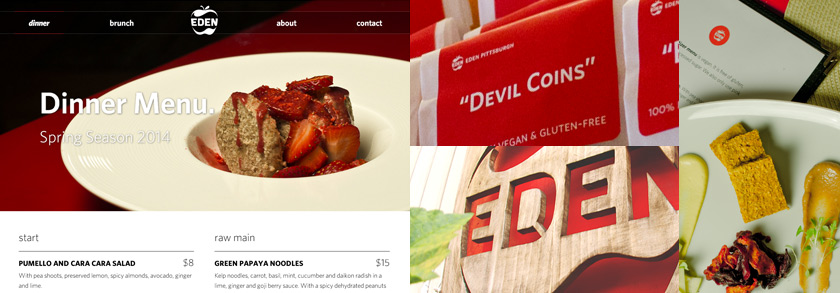 dinner
brunch
EDEN
about
contact
Dinner Menu.
Spring Season 2014
start
PUMELLO AND CARA CARA SALAD $8
With pea shoots, preserved lemon, spicy almonds, avocado, ginger
and lime.
raw main
GREEN PAPAYA NOODLES $15
Kelp noodles, carrot, basil, mint, cucumber and daikon radish in a
lime, ginger and goji berry sauce. With a spicy dehydrated peanuts
EDEN PITTSBURGH
"DEVIL COINS"
VEGAN & GLUTEN-FREE
100%
EDEN